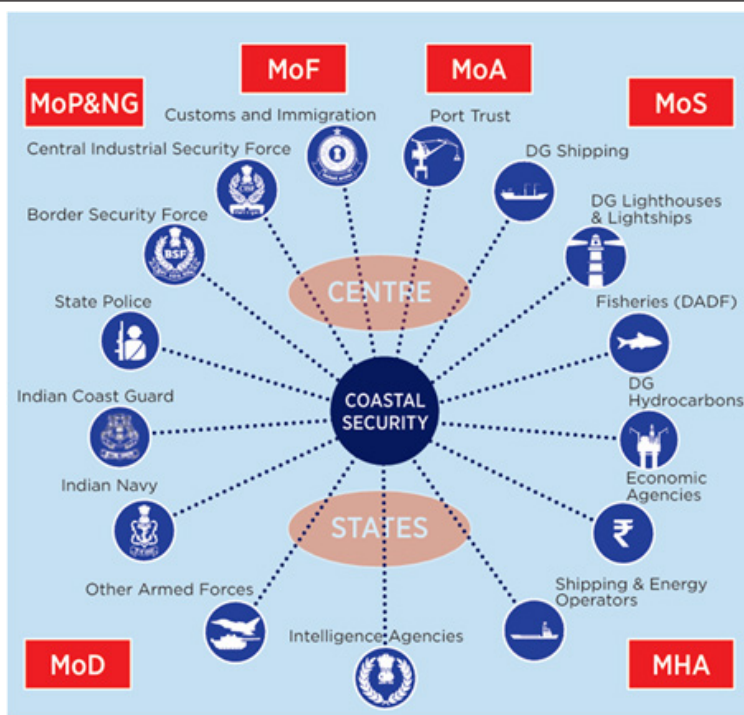 MoF
MoA
MoP&NG
MoS
Customs and Immigration
Port Trust
Central Industrial Security Force
DG Shipping
DG Lighthouses
& Lightships
Border Security Force
BSF
CENTRE
State Police
Fisheries (DADF)
Indian Coast Guard
COASTAL
SECURITY
DG
Hydrocarbons
Indian Navy
Economic
Agencies
₹
STATES
Other Armed Forces
Shipping & Energy
Operators
Intelligence Agencies
MoD
MHA